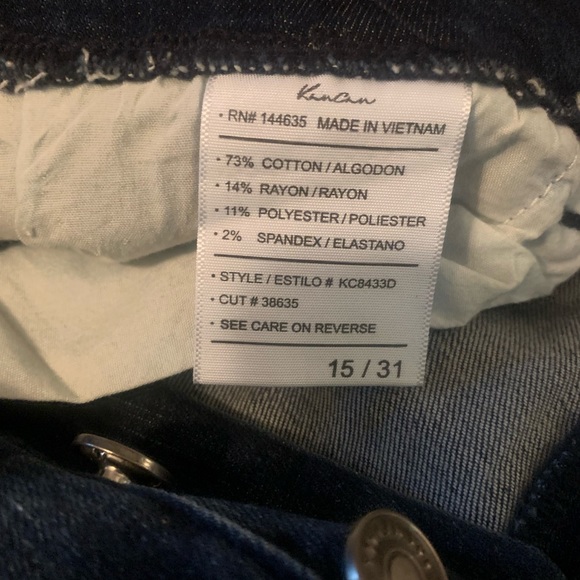 KanCan
· RN# 144635 MADE IN VIETNAM
· 73% COTTON / ALGODON
· 14% RAYON / RAYON
· 11% POLYESTER / POLIESTER
· 2% SPANDEX / ELASTANO
· STYLE / ESTILO # KC8433D
· CUT # 38635
· SEE CARE ON REVERSE
15 / 31